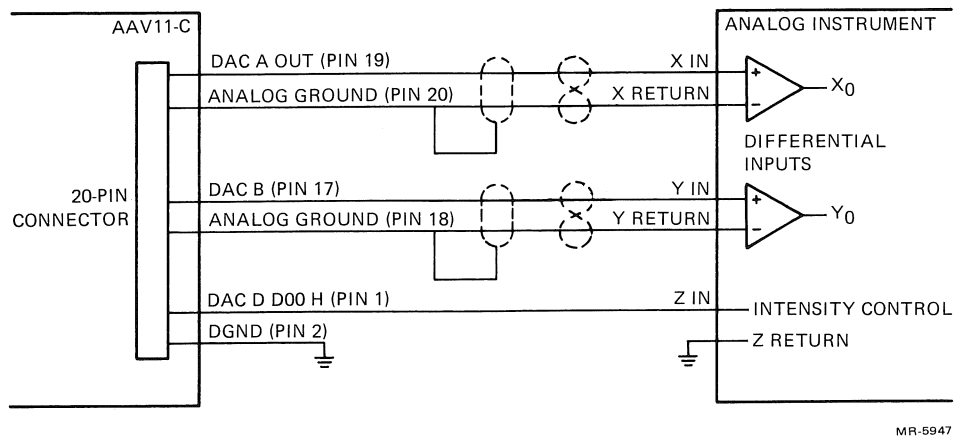 AAV11-C
ANALOG INSTRUMENT
DAC A OUT (PIN 19)
X IN
+
X0
ANALOG GROUND (PIN 20)
X RETURN
−
DIFFERENTIAL
INPUTS
20-PIN
CONNECTOR
DAC B (PIN 17)
Y IN
+
Y0
ANALOG GROUND (PIN 18)
Y RETURN
−
DAC D D00 H (PIN 1)
Z IN
INTENSITY CONTROL
DGND (PIN 2)
Z RETURN
MR-5947